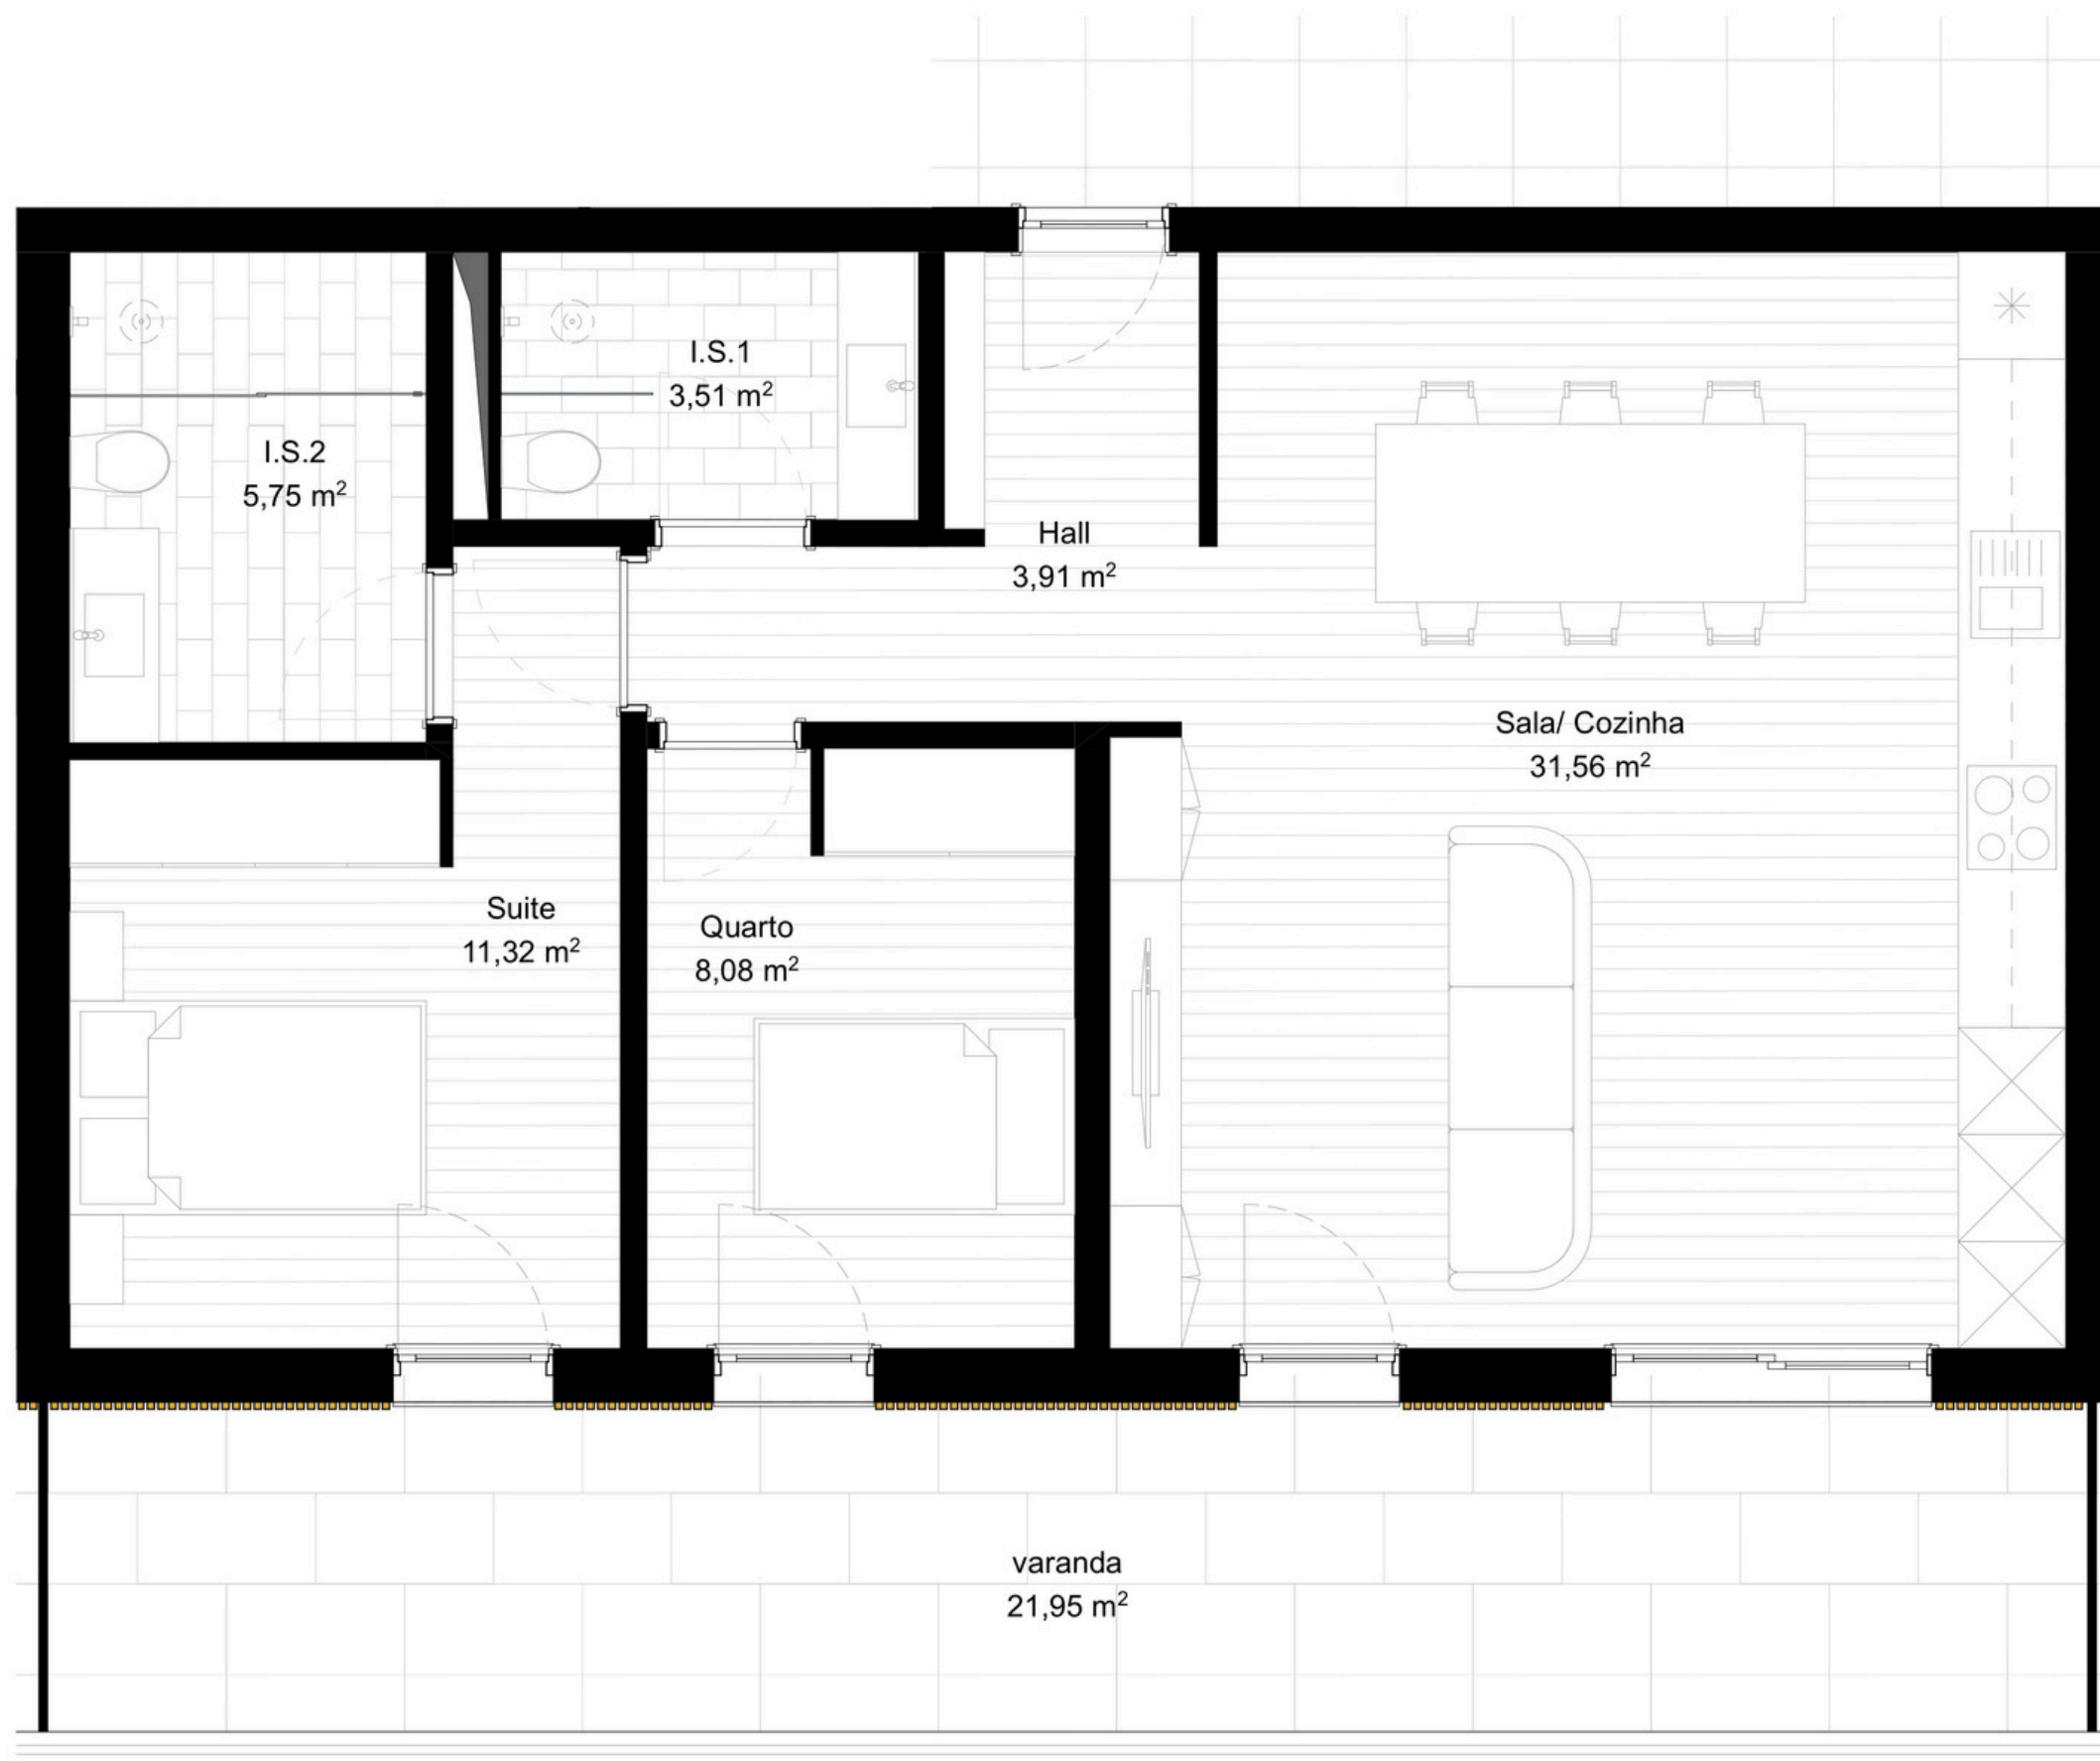 I.S.1
3,51 m²
I.S.2
5,75 m²
Hall
3,91 m²
Sala/ Cozinha
31,56 m²
Suite
11,32 m²
Quarto
8,08 m²
varanda
21,95 m²